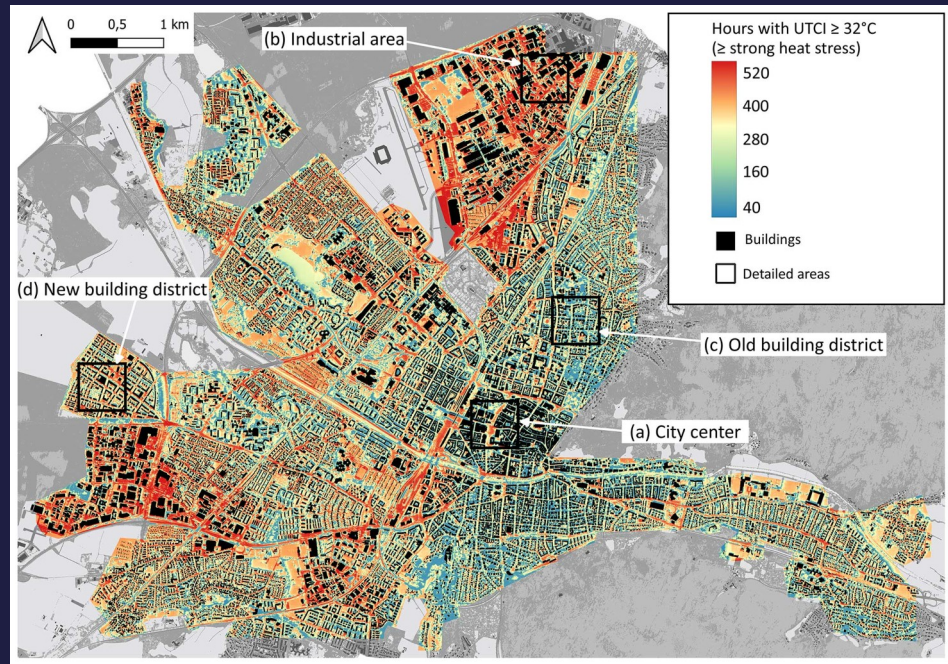 0 0,5 1 km
(b) Industrial area
Hours with UTCI ≥ 32°C
(≥ strong heat stress)
520
400
280
160
40
Buildings
Detailed areas
(d) New building district
(c) Old building district
(a) City center